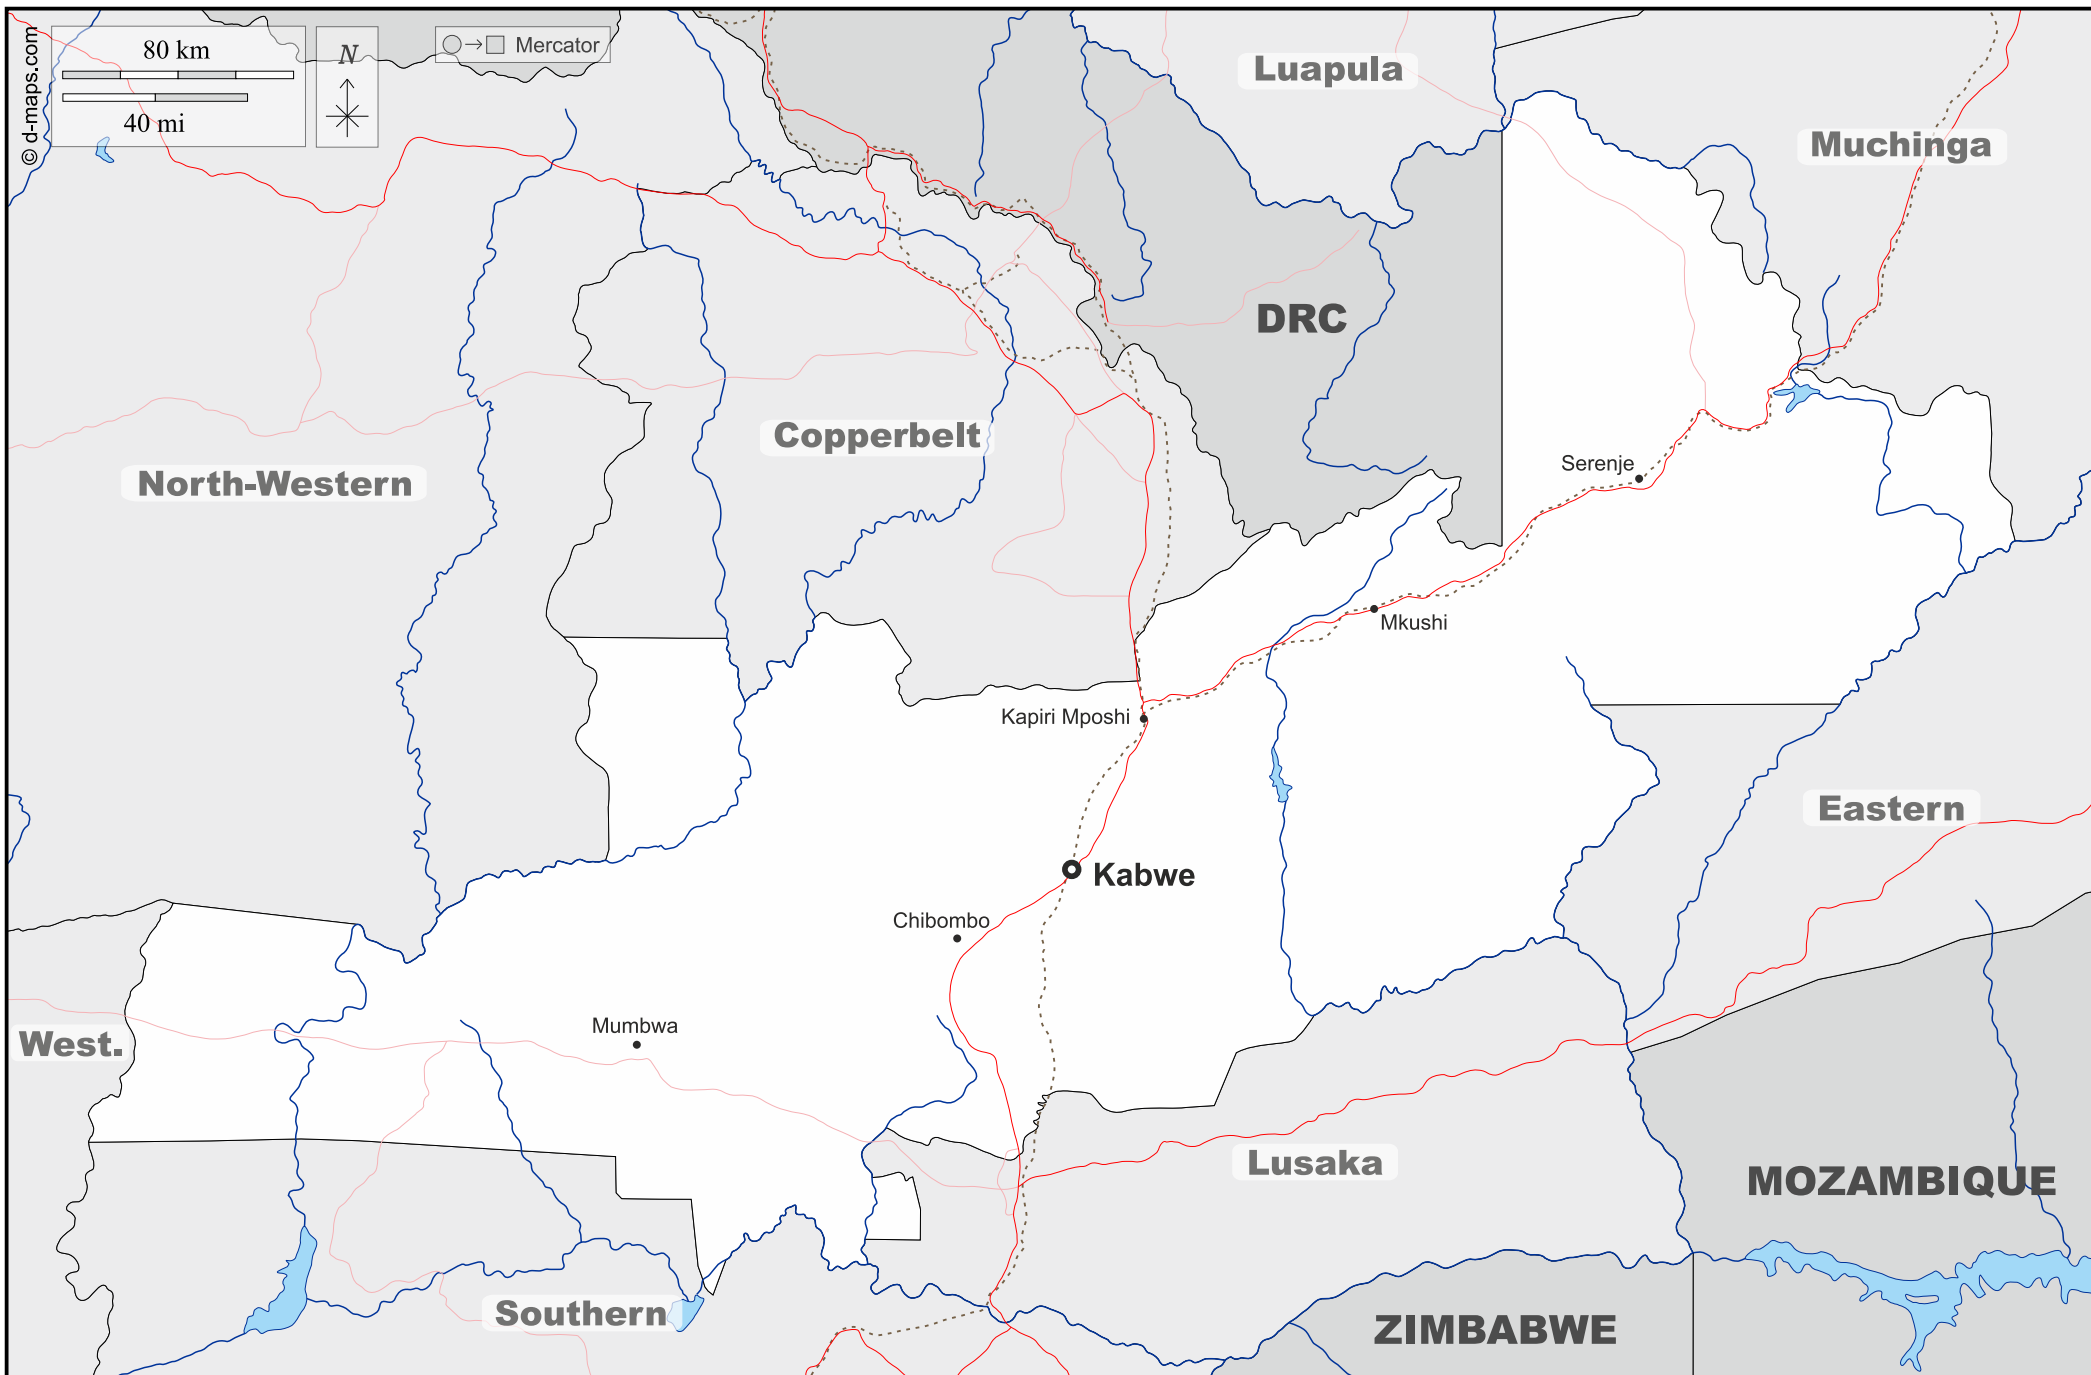 © d-maps.com
80 km
40 mi
N
Mercator
Luapula
Muchinga
DRC
Copperbelt
North-Western
Serenje
Mkushi
Kapiri Mposhi
Eastern
Kabwe
Chibombo
Mumbwa
West.
Lusaka
MOZAMBIQUE
Southern
ZIMBABWE